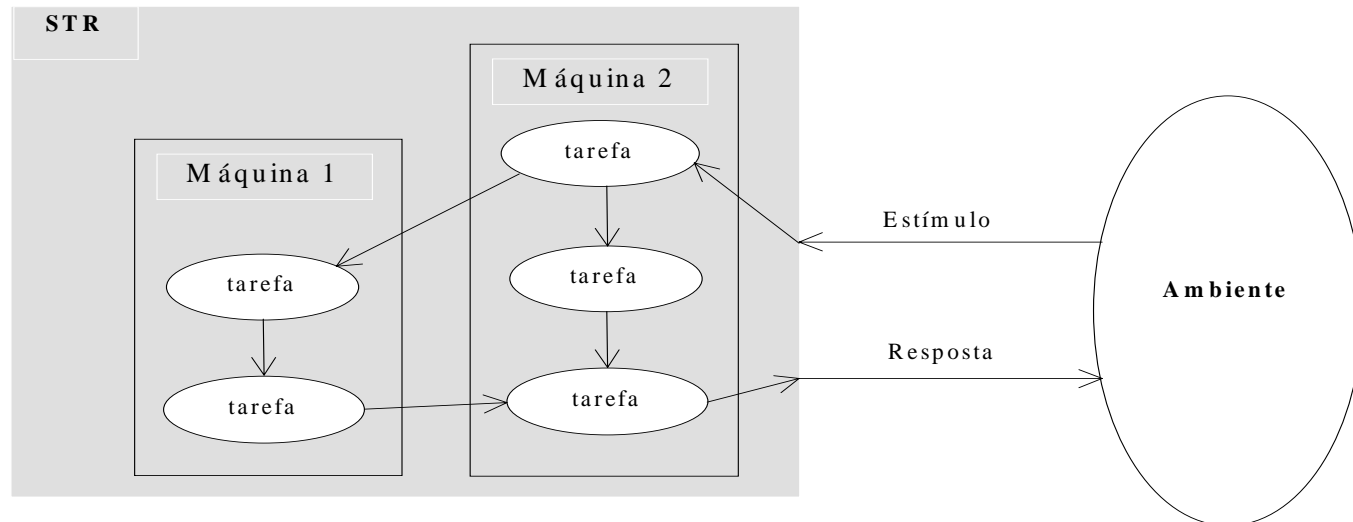 STR
Máquina 2
tarefa
Máquina 1
Estímulo
tarefa
tarefa
Ambiente
Resposta
tarefa
tarefa